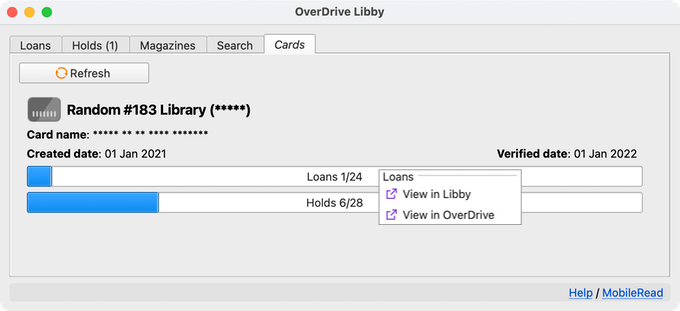 OverDrive Libby
Loans Holds (1) Magazines Search Cards
Refresh
Random #183 Library (*****)
Card name: ***** ** ** **** *******
Created date: 01 Jan 2021 Verified date: 01 Jan 2022
Loans 1/24
Loans
View in Libby
Holds 6/28
View in OverDrive
Help / MobileRead